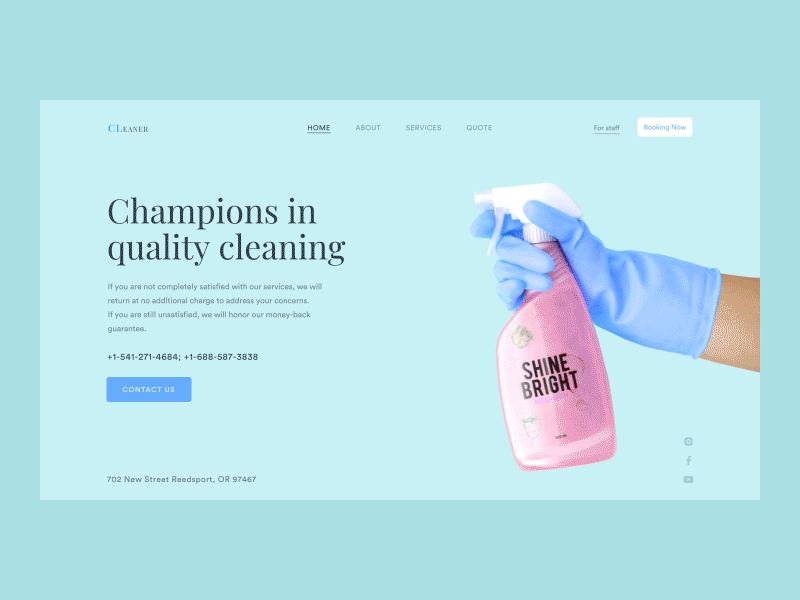 CLEANER
HOME ABOUT SERVICES QUOTE
For staff
Booking Now
Champions in
quality cleaning
If you are not completely satisfied with our services, we will
return at no additional charge to address your concerns.
If you are still unsatisfied, we will honor our money-back
guarantee.
+1-541-271-4684; +1-688-587-3838
CONTACT US
SHINE
BRIGHT
702 New Street Reedsport, OR 97467